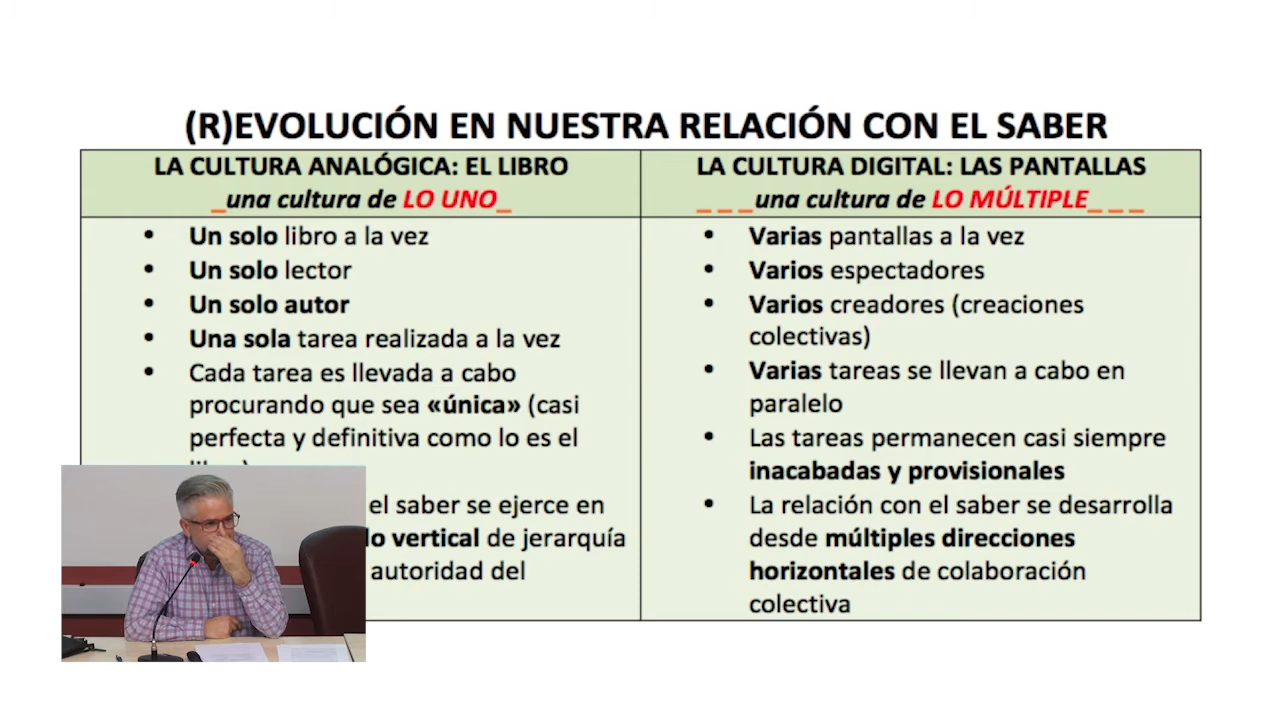 (R)EVOLUCIÓN EN NUESTRA RELACIÓN CON EL SABER
LA CULTURA ANALÓGICA: EL LIBRO
_una cultura de LO UNO_
• Un solo libro a la vez
• Un solo lector
• Un solo autor
• Una sola tarea realizada a la vez
• Cada tarea es llevada a cabo
procurando que sea «única» (casi
perfecta y definitiva como lo es el
el saber se ejerce en
vertical de jerarquía
autoridad del
LA CULTURA DIGITAL: LAS PANTALLAS
_ _ _una cultura de LO MÚLTIPLE_ _ _
• Varias pantallas a la vez
• Varios espectadores
• Varios creadores (creaciones
colectivas)
• Varias tareas se llevan a cabo en
paralelo
• Las tareas permanecen casi siempre
inacabadas y provisionales
• La relación con el saber se desarrolla
desde múltiples direcciones
horizontales de colaboración
colectiva